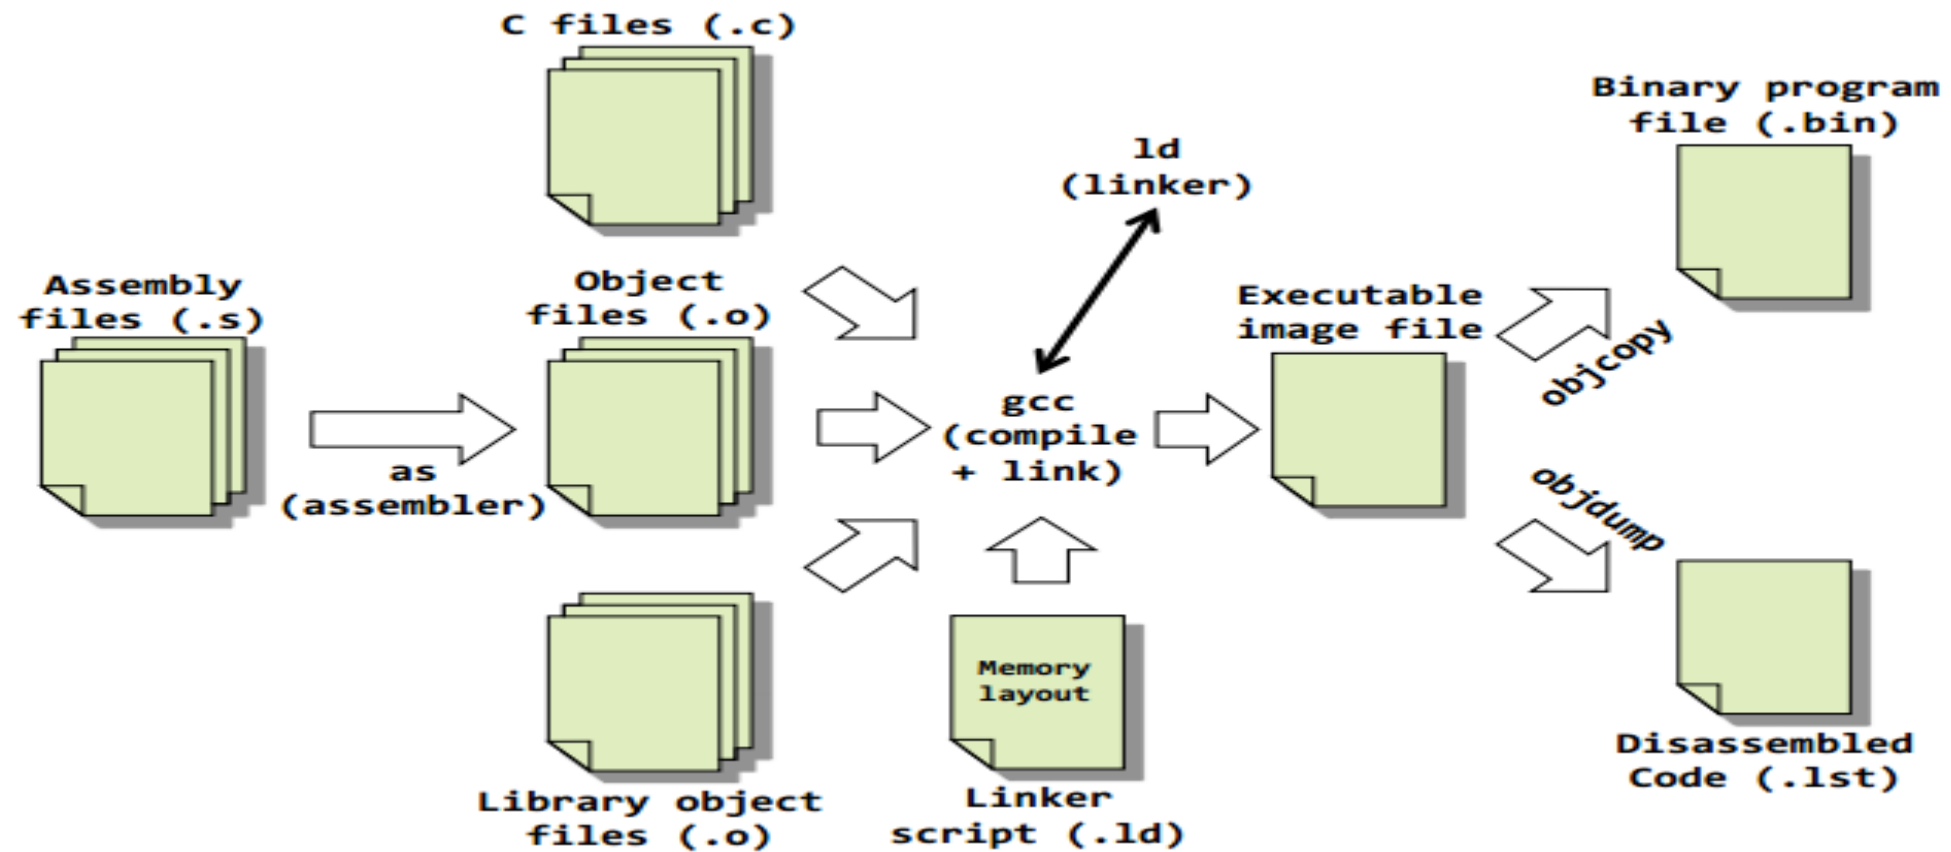 C files (.c)
Assembly
files (.s)
as
(assembler)
Object
files (.o)
Library object
files (.o)
ld
(linker)
gcc
(compile
+ link)
Memory
layout
Linker
script (.ld)
Executable
image file
objcopy
objdump
Binary program
file (.bin)
Disassembled
Code (.lst)